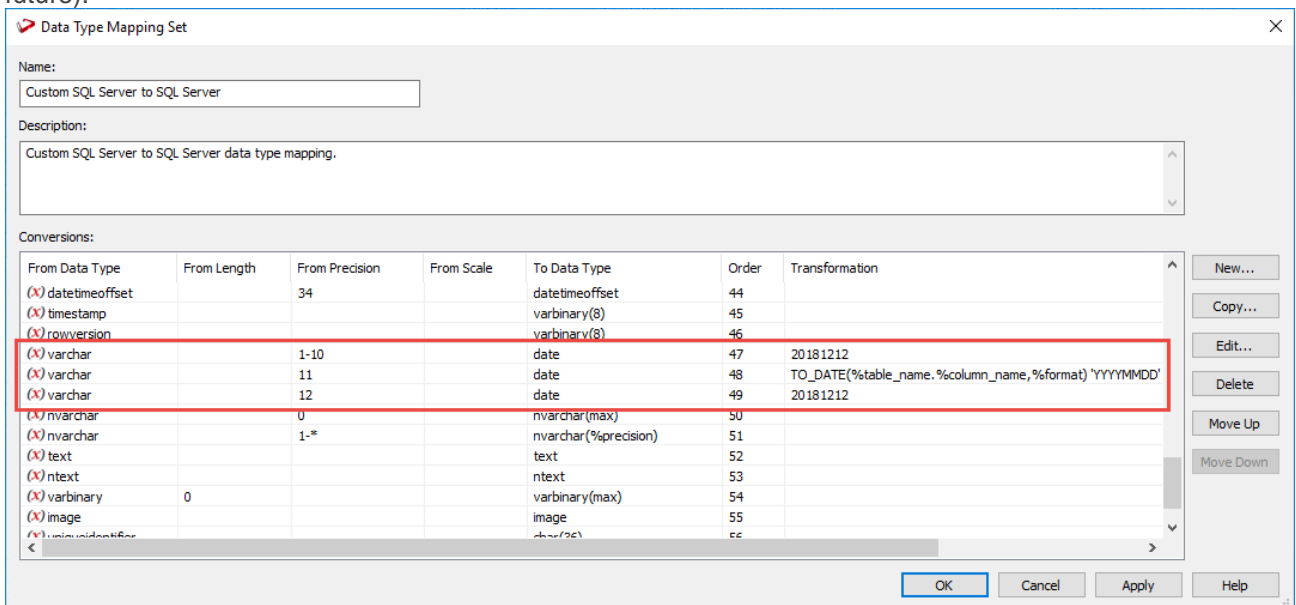 future).
Data Type Mapping Set
Name:
Custom SQL Server to SQL Server
Description:
Custom SQL Server to SQL Server data type mapping.
Conversions:
From Data Type From Length From Precision From Scale To Data Type Order Transformation
(x) datetimeoffset 34 datetimeoffset 44
(x) timestamp varbinary(8) 45
(x) rowversion varbinary(8) 46
(x) varchar 1-10 date 47 20181212
(x) varchar 11 date 48 TO_DATE(%table_name.%column_name,%format) 'YYYYMMDD'
(x) varchar 12 date 49 20181212
(x) nvarchar 0 nvarchar(max) 50
(x) nvarchar 1-* nvarchar(%precision) 51
(x) text text 52
(x) ntext ntext 53
(x) varbinary 0 varbinary(max) 54
(x) image image 55
(x) uniqueidentifier char(36) 56
New...
Copy...
Edit...
Delete
Move Up
Move Down
OK Cancel Apply Help